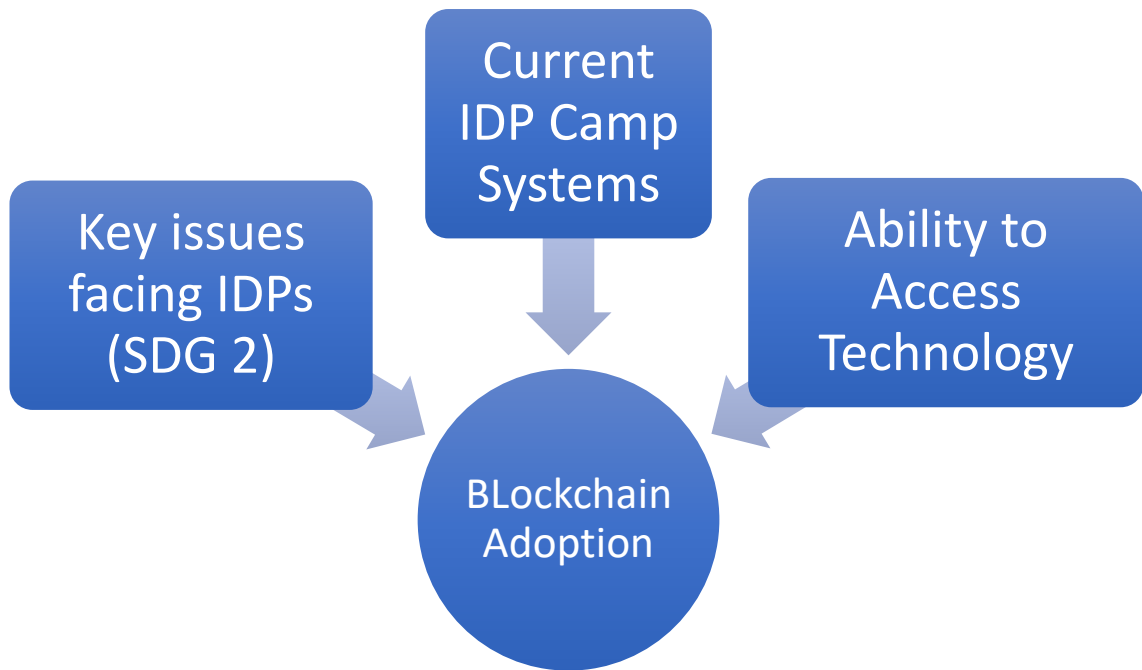 Current
IDP Camp
Systems
Key issues
facing IDPs
(SDG 2)
Ability to
Access
Technology
BLockchain
Adoption